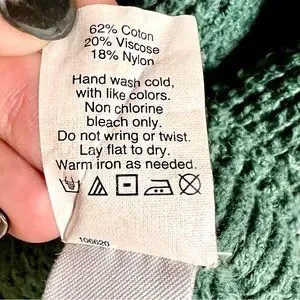 62% Coton
20% Viscose
18% Nylon
Hand wash cold,
with like colors.
Non chlorine
bleach only.
Do not wring or twist.
Lay flat to dry.
Warm iron as needed.
106620